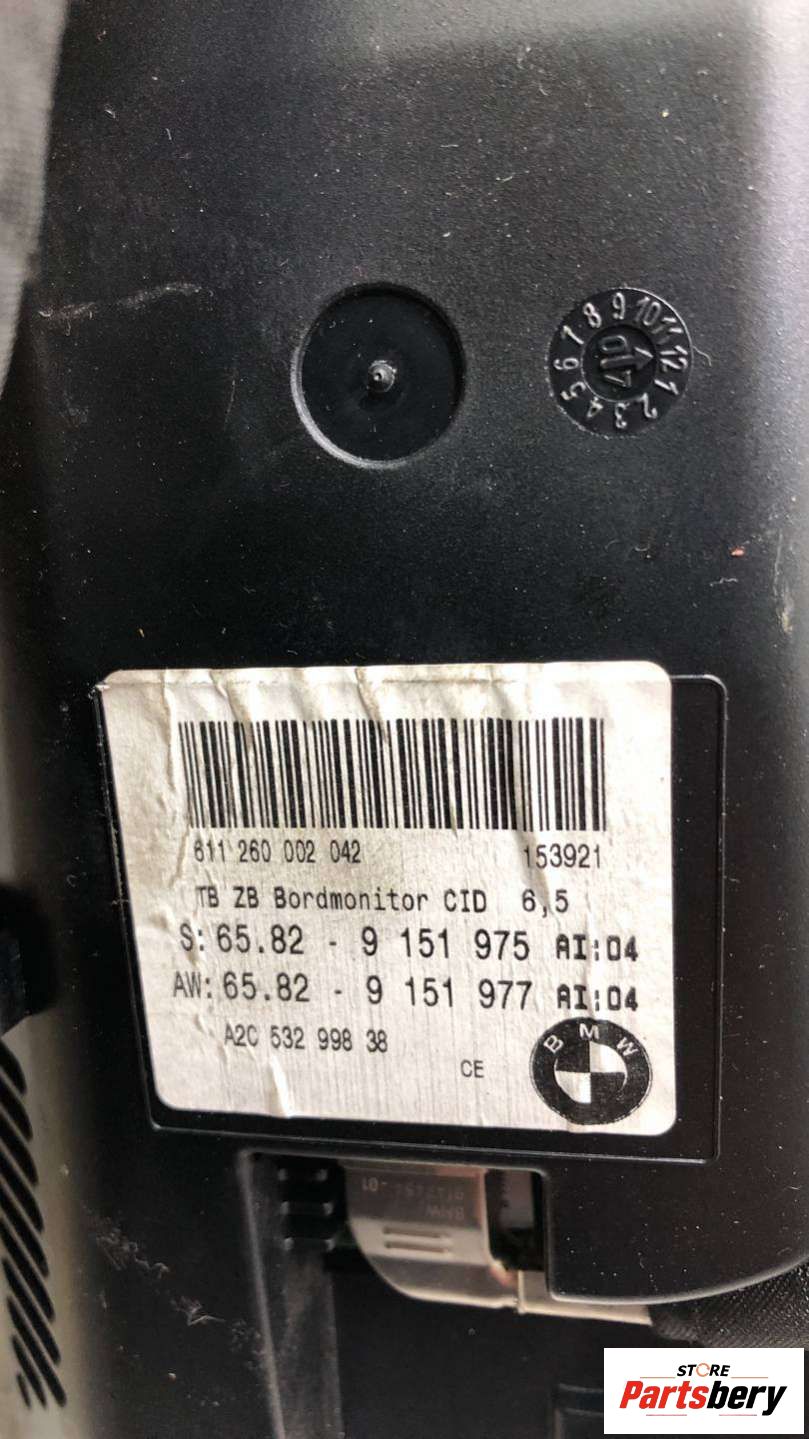 1 2 3 4 5 6 7 8 9 10 11 12
611 260 002 042 153921
TB ZB Bordmonitor CID 6,5
S: 65.82 - 9 151 975 AI:04
AW: 65.82 - 9 151 977 AI:04
A2C 532 998 38
CE
BMW
BMW
STORE
Partsbery